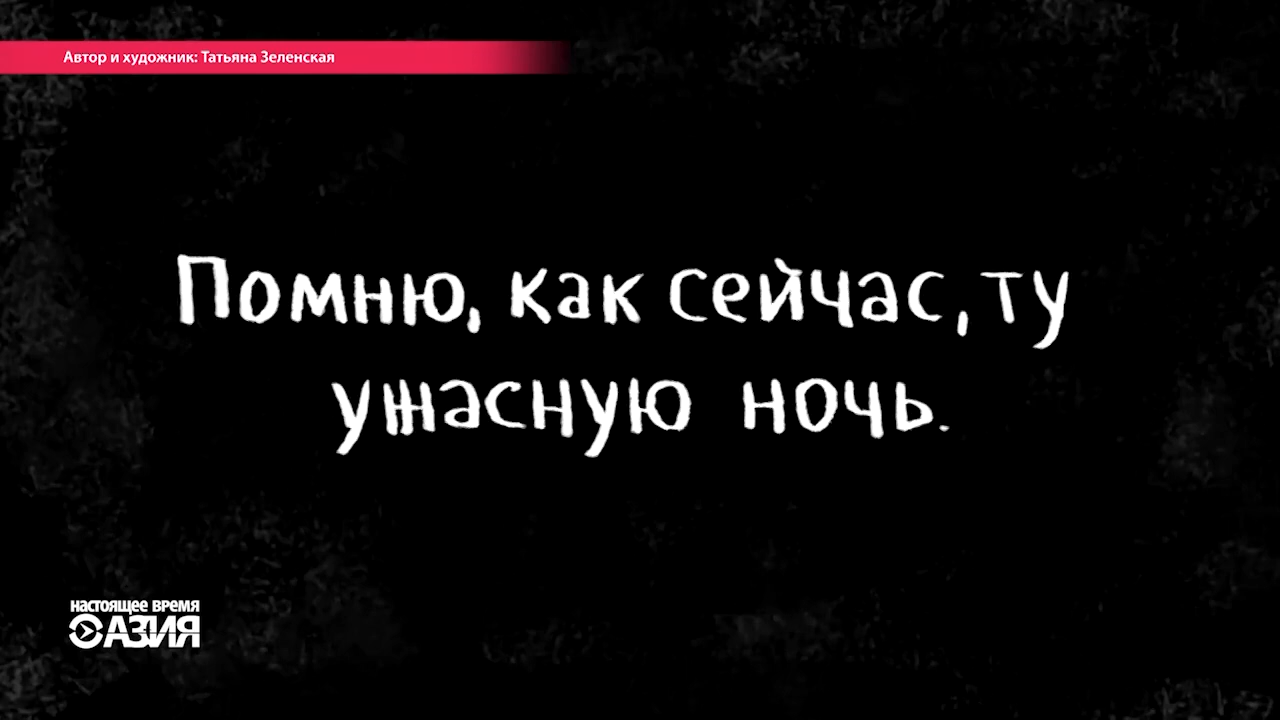 Автор и художник: Татьяна Зеленская
Помню, как сейчас, ту
ужасную ночь.
НАСТОЯЩЕЕ ВРЕМЯ
АЗИЯ